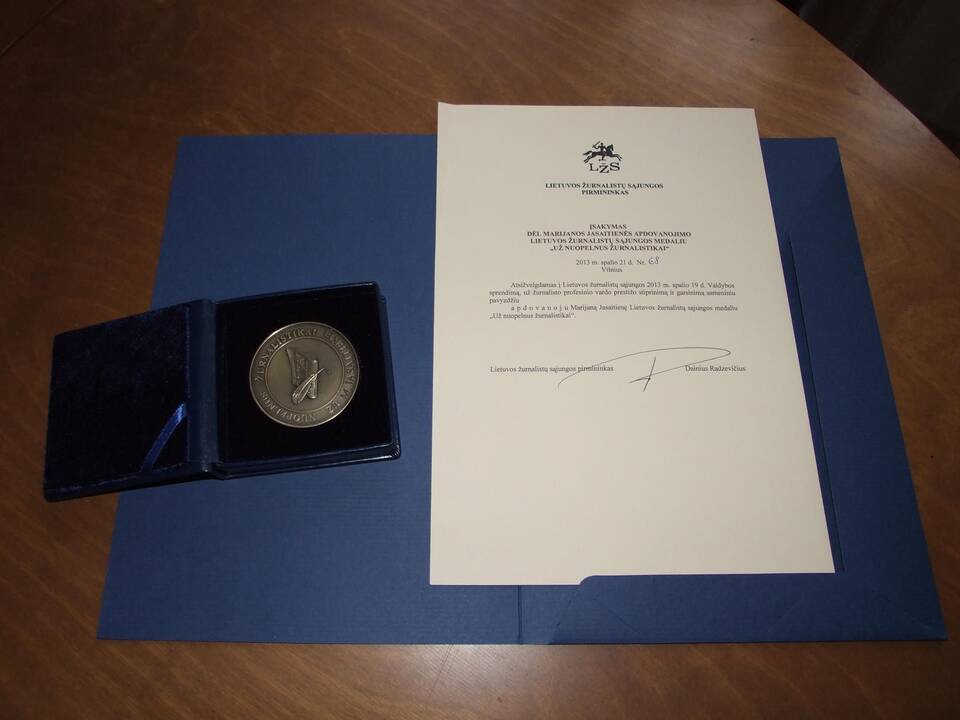 LŽS
LIETUVOS ŽURNALISTŲ SĄJUNGOS
PIRMININKAS
ĮSAKYMAS
DĖL MARIJANOS JASAITIENĖS APDOVANOJIMO
LIETUVOS ŽURNALISTŲ SĄJUNGOS MEDALIU
„UŽ NUOPELNUS ŽURNALISTIKAI“
2013 m. spalio 21 d. Nr. 68
Vilnius
Atsižvelgdamas į Lietuvos žurnalistų sąjungos 2013 m. spalio 19 d. Valdybos
sprendimą, už žurnalisto profesinio vardo prestižo stiprinimą ir garsinimą asmeniniu
pavyzdžiu
a p d o v a n o j u Marijaną Jasaitienę Lietuvos žurnalistų sąjungos medaliu
„Už nuopelnus žurnalistikai“.
Lietuvos žurnalistų sąjungos pirmininkas Dainius Radzevičius
UŽ NUOPELNUS ŽURNALISTIKAI